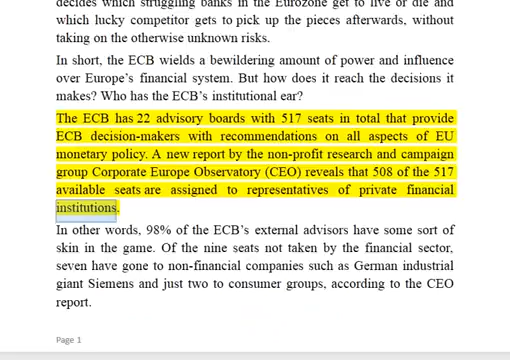 decides which struggling banks in the Eurozone get to live or die and
which lucky competitor gets to pick up the pieces afterwards, without
taking on the otherwise unknown risks.
In short, the ECB wields a bewildering amount of power and influence
over Europe's financial system. But how does it reach the decisions it
makes? Who has the ECB's institutional ear?
The ECB has 22 advisory boards with 517 seats in total that provide
ECB decision-makers with recommendations on all aspects of EU
monetary policy. A new report by the non-profit research and campaign
group Corporate Europe Observatory (CEO) reveals that 508 of the 517
available seats are assigned to representatives of private financial
institutions.
In other words, 98% of the ECB's external advisors have some sort of
skin in the game. Of the nine seats not taken by the financial sector,
seven have gone to non-financial companies such as German industrial
giant Siemens and just two to consumer groups, according to the CEO
report.
Page 1